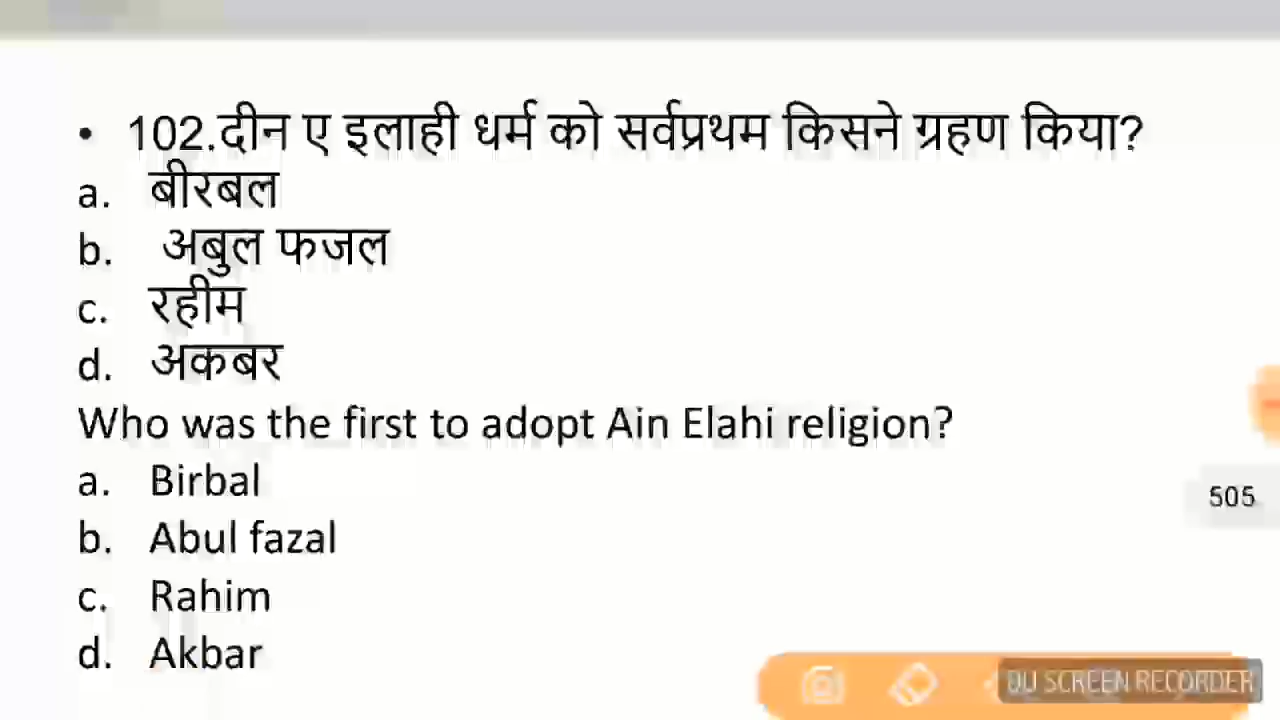 • 102.दीन ए इलाही धर्म को सर्वप्रथम किसने ग्रहण किया?
a. बीरबल
b. अबुल फजल
c. रहीम
d. अकबर
Who was the first to adopt Ain Elahi religion?
a. Birbal
b. Abul fazal
c. Rahim
d. Akbar
505
DU SCREEN RECORDER